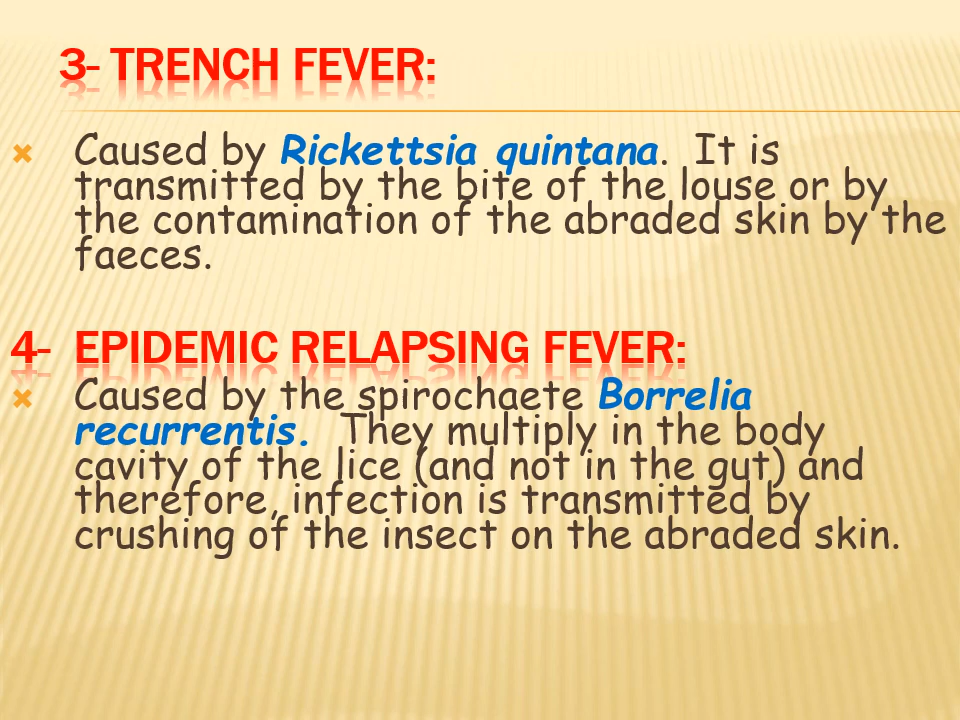 3- TRENCH FEVER:
Caused by Rickettsia quintana. It is
transmitted by the bite of the louse or by
the contamination of the abraded skin by the
faeces.
4- EPIDEMIC RELAPSING FEVER:
Caused by the spirochaete Borrelia
recurrentis. They multiply in the body
cavity of the lice (and not in the gut) and
therefore, infection is transmitted by
crushing of the insect on the abraded skin.